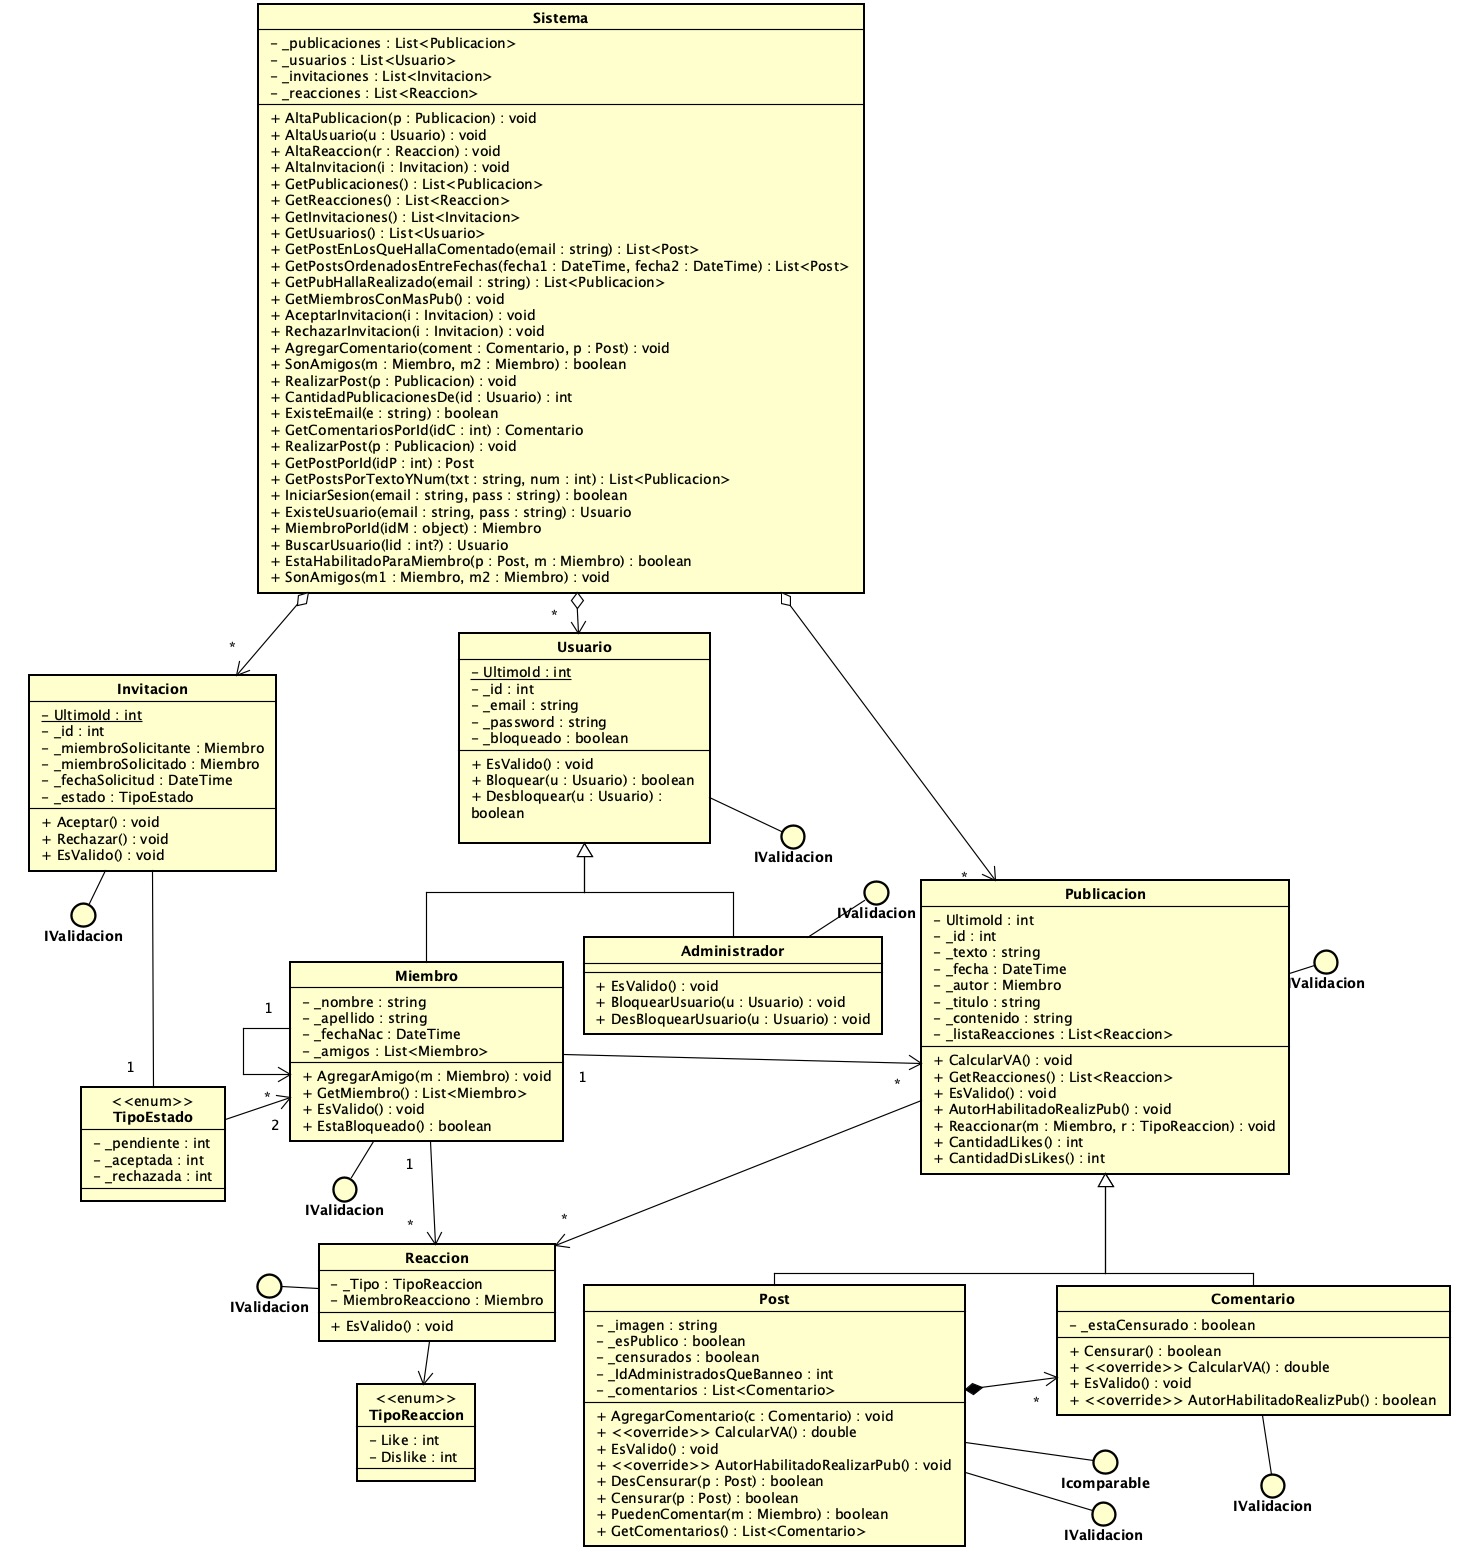 Sistema
- _publicaciones : List<Publicacion>
- _usuarios : List<Usuario>
- _invitaciones : List<Invitacion>
- _reacciones : List<Reaccion>
+ AltaPublicacion(p : Publicacion) : void
+ AltaUsuario(u : Usuario) : void
+ AltaReaccion(r : Reaccion) : void
+ AltaInvitacion(i : Invitacion) : void
+ GetPublicaciones() : List<Publicacion>
+ GetReacciones() : List<Reaccion>
+ GetInvitaciones() : List<Invitacion>
+ GetUsuarios() : List<Usuario>
+ GetPostEnLosQueHallaComentado(email : string) : List<Post>
+ GetPostsOrdenadosEntreFechas(fecha1 : DateTime, fecha2 : DateTime) : List<Post>
+ GetPubHallaRealizado(email : string) : List<Publicacion>
+ GetMiembrosConMasPub() : void
+ AceptarInvitacion(i : Invitacion) : void
+ RechazarInvitacion(i : Invitacion) : void
+ AgregarComentario(coment : Comentario, p : Post) : void
+ SonAmigos(m : Miembro, m2 : Miembro) : boolean
+ RealizarPost(p : Publicacion) : void
+ CantidadPublicacionesDe(id : Usuario) : int
+ ExisteEmail(e : string) : boolean
+ GetComentariosPorId(idC : int) : Comentario
+ RealizarPost(p : Publicacion) : void
+ GetPostPorId(idP : int) : Post
+ GetPostsPorTextoYNum(txt : string, num : int) : List<Publicacion>
+ IniciarSesion(email : string, pass : string) : boolean
+ ExisteUsuario(email : string, pass : string) : Usuario
+ MiembroPorId(idM : object) : Miembro
+ BuscarUsuario(lid : int?) : Usuario
+ EstaHabilitadoParaMiembro(p : Post, m : Miembro) : boolean
+ SonAmigos(m1 : Miembro, m2 : Miembro) : void
*
*
*
Invitacion
- UltimoId : int
- _id : int
- _miembroSolicitante : Miembro
- _miembroSolicitado : Miembro
- _fechaSolicitud : DateTime
- _estado : TipoEstado
+ Aceptar() : void
+ Rechazar() : void
+ EsValido() : void
IValidacion
Usuario
- UltimoId : int
- _id : int
- _email : string
- _password : string
- _bloqueado : boolean
+ EsValido() : void
+ Bloquear(u : Usuario) : boolean
+ Desbloquear(u : Usuario) :
boolean
IValidacion
IValidacion
Administrador
+ EsValido() : void
+ BloquearUsuario(u : Usuario) : void
+ DesBloquearUsuario(u : Usuario) : void
Publicacion
- UltimoId : int
- _id : int
- _texto : string
- _fecha : DateTime
- _autor : Miembro
- _titulo : string
- _contenido : string
- _listaReacciones : List<Reaccion>
+ CalcularVA() : void
+ GetReacciones() : List<Reaccion>
+ EsValido() : void
+ AutorHabilitadoRealizPub() : void
+ Reaccionar(m : Miembro, r : TipoReaccion) : void
+ CantidadLikes() : int
+ CantidadDisLikes() : int
IValidacion
Miembro
- _nombre : string
- _apellido : string
- _fechaNac : DateTime
- _amigos : List<Miembro>
+ AgregarAmigo(m : Miembro) : void
+ GetMiembro() : List<Miembro>
+ EsValido() : void
+ EstaBloqueado() : boolean
1
*
1
*
1
2
<<enum>>
TipoEstado
- _pendiente : int
- _aceptada : int
- _rechazada : int
IValidacion
1
*
*
Reaccion
- _Tipo : TipoReaccion
- MiembroReacciono : Miembro
+ EsValido() : void
IValidacion
<<enum>>
TipoReaccion
- Like : int
- Dislike : int
Post
- _imagen : string
- _esPublico : boolean
- _censurados : boolean
- _IdAdministradosQueBanneo : int
- _comentarios : List<Comentario>
+ AgregarComentario(c : Comentario) : void
+ <<override>> CalcularVA() : double
+ EsValido() : void
+ <<override>> AutorHabilitadoRealizarPub() : void
+ DesCensurar(p : Post) : boolean
+ Censurar(p : Post) : boolean
+ PuedenComentar(m : Miembro) : boolean
+ GetComentarios() : List<Comentario>
*
Comentario
- _estaCensurado : boolean
+ Censurar() : boolean
+ <<override>> CalcularVA() : double
+ EsValido() : void
+ <<override>> AutorHabilitadoRealizPub() : boolean
Icomparable
IValidacion
IValidacion